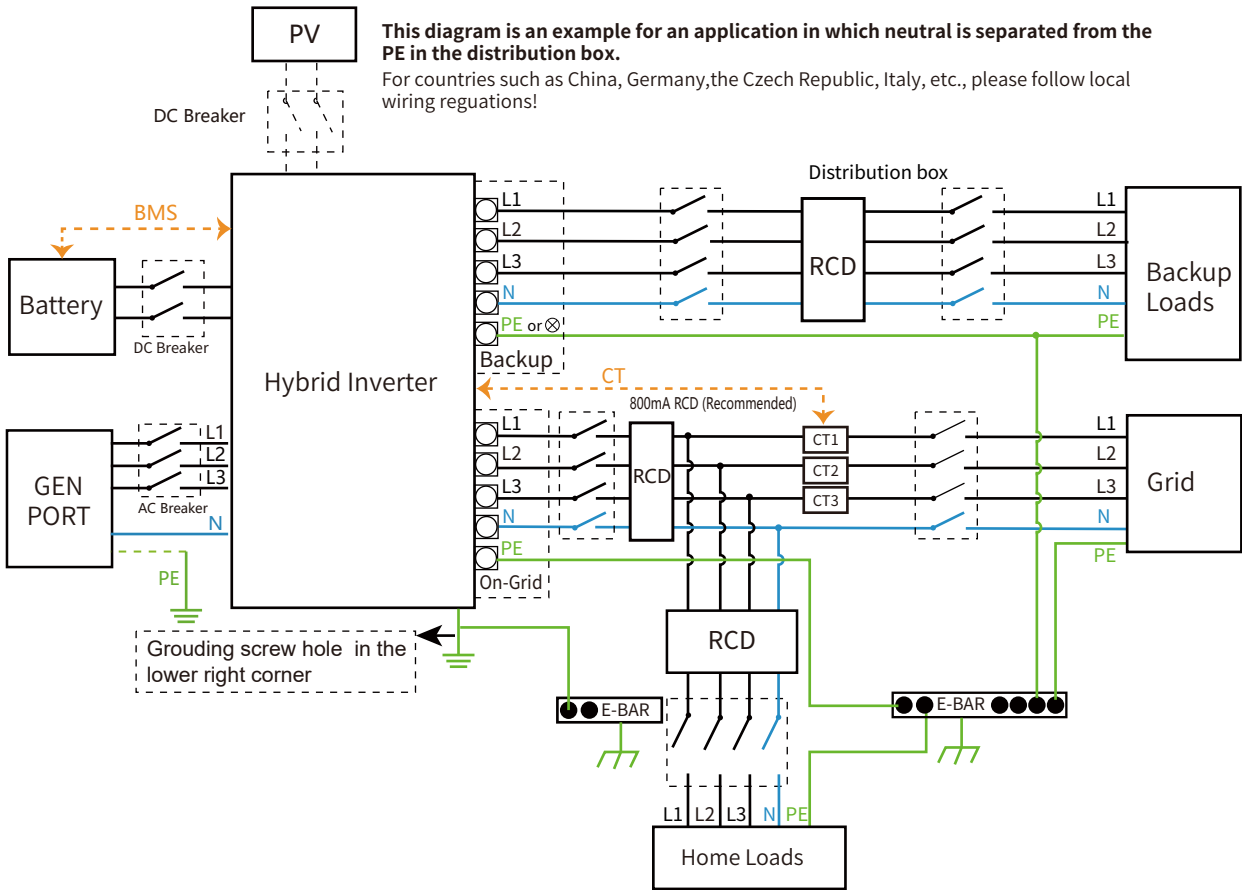 PV
This diagram is an example for an application in which neutral is separated from the
PE in the distribution box.
For countries such as China, Germany,the Czech Republic, Italy, etc., please follow local
wiring reguations!
DC Breaker
Distribution box
BMS
Battery
DC Breaker
Hybrid Inverter
L1
L2
L3
N
PE or ⊗
Backup
RCD
L1
L2
L3
N
PE
Backup
Loads
CT
800mA RCD (Recommended)
GEN
PORT
L1
L2
L3
AC Breaker
N
PE
L1
L2
L3
N
PE
On-Grid
RCD
CT1
CT2
CT3
L1
L2
L3
N
PE
Grid
Grouding screw hole in the
lower right corner
RCD
E-BAR
E-BAR
L1 L2 L3 N PE
Home Loads